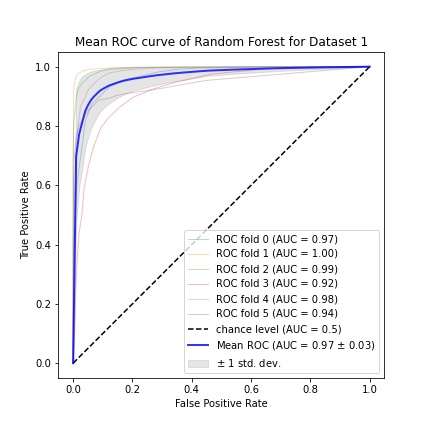 Mean ROC curve of Random Forest for Dataset 1
True Positive Rate
1.0
0.8
0.6
0.4
0.2
0.0
ROC fold 0 (AUC = 0.97)
ROC fold 1 (AUC = 1.00)
ROC fold 2 (AUC = 0.99)
ROC fold 3 (AUC = 0.92)
ROC fold 4 (AUC = 0.98)
ROC fold 5 (AUC = 0.94)
chance level (AUC = 0.5)
Mean ROC (AUC = 0.97 ± 0.03)
± 1 std. dev.
0.0 0.2 0.4 0.6 0.8 1.0
False Positive Rate